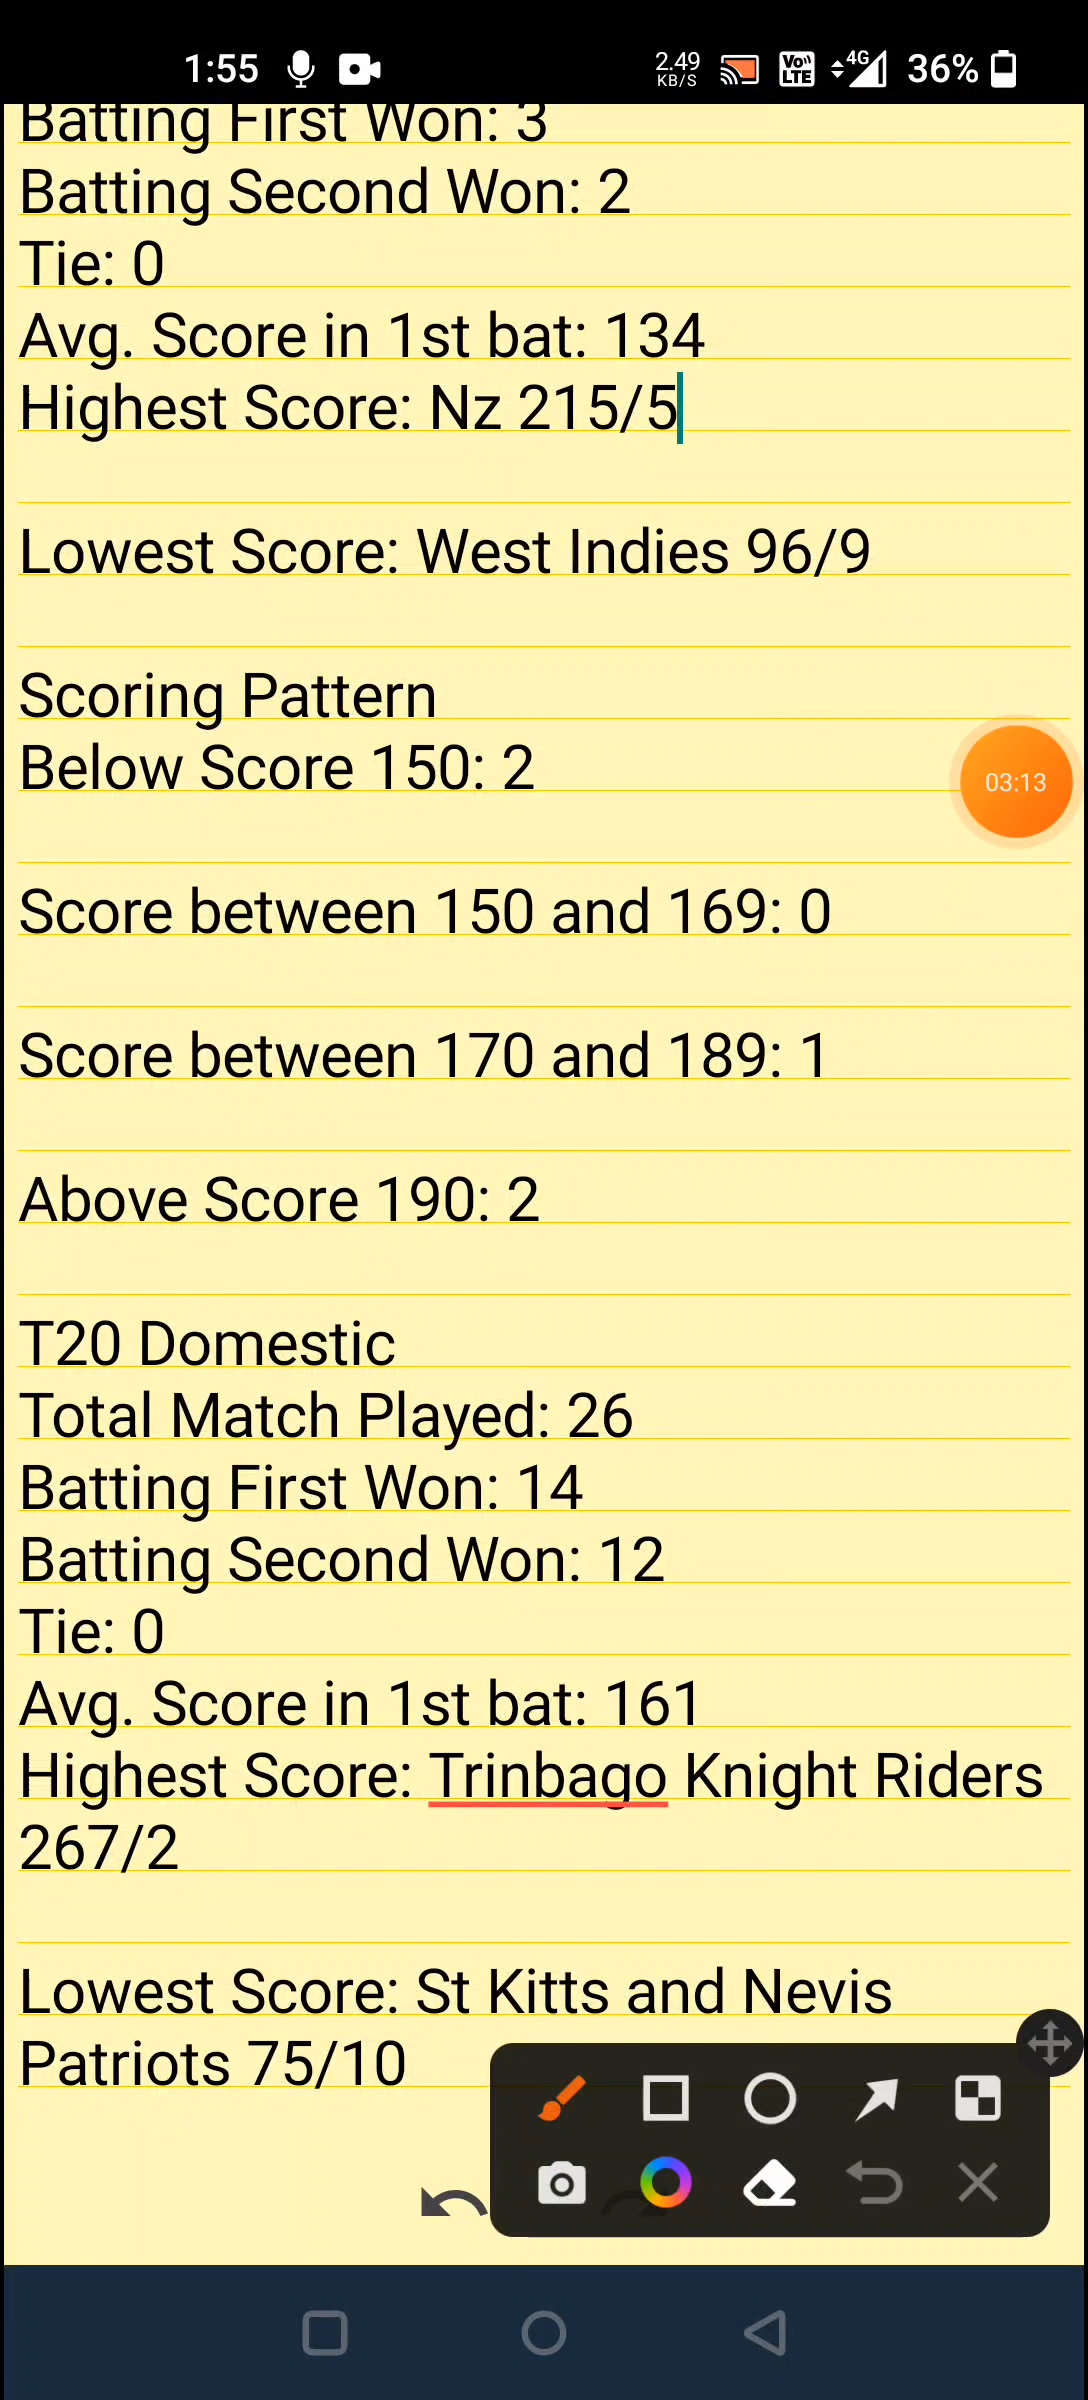 1:55 2.49 KB/S Vo)) LTE 4G 36%
Batting First Won: 3
Batting Second Won: 2
Tie: 0
Avg. Score in 1st bat: 134
Highest Score: Nz 215/5
Lowest Score: West Indies 96/9
Scoring Pattern
Below Score 150: 2
03:13
Score between 150 and 169: 0
Score between 170 and 189: 1
Above Score 190: 2
T20 Domestic
Total Match Played: 26
Batting First Won: 14
Batting Second Won: 12
Tie: 0
Avg. Score in 1st bat: 161
Highest Score: Trinbago Knight Riders
267/2
Lowest Score: St Kitts and Nevis
Patriots 75/10